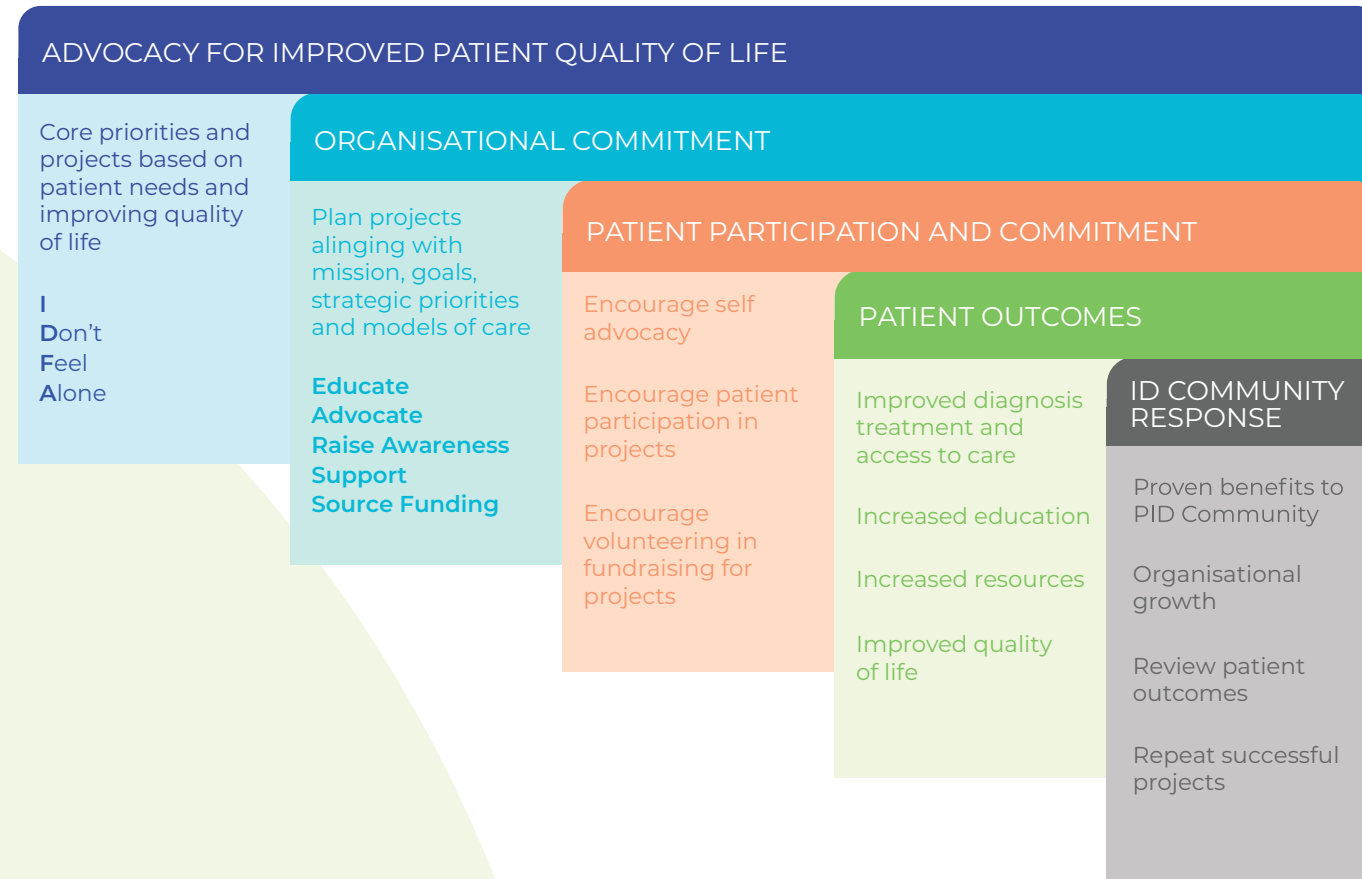 ADVOCACY FOR IMPROVED PATIENT QUALITY OF LIFE
Core priorities and
projects based on
patient needs and
improving quality
of life
I
Don’t
Feel
Alone
ORGANISATIONAL COMMITMENT
Plan projects
alinging with
mission, goals,
strategic priorities
and models of care
Educate
Advocate
Raise Awareness
Support
Source Funding
PATIENT PARTICIPATION AND COMMITMENT
Encourage self
advocacy
Encourage patient
participation in
projects
Encourage
volunteering in
fundraising for
projects
PATIENT OUTCOMES
Improved diagnosis
treatment and
access to care
Increased education
Increased resources
Improved quality
of life
ID COMMUNITY
RESPONSE
Proven benefits to
PID Community
Organisational
growth
Review patient
outcomes
Repeat successful
projects